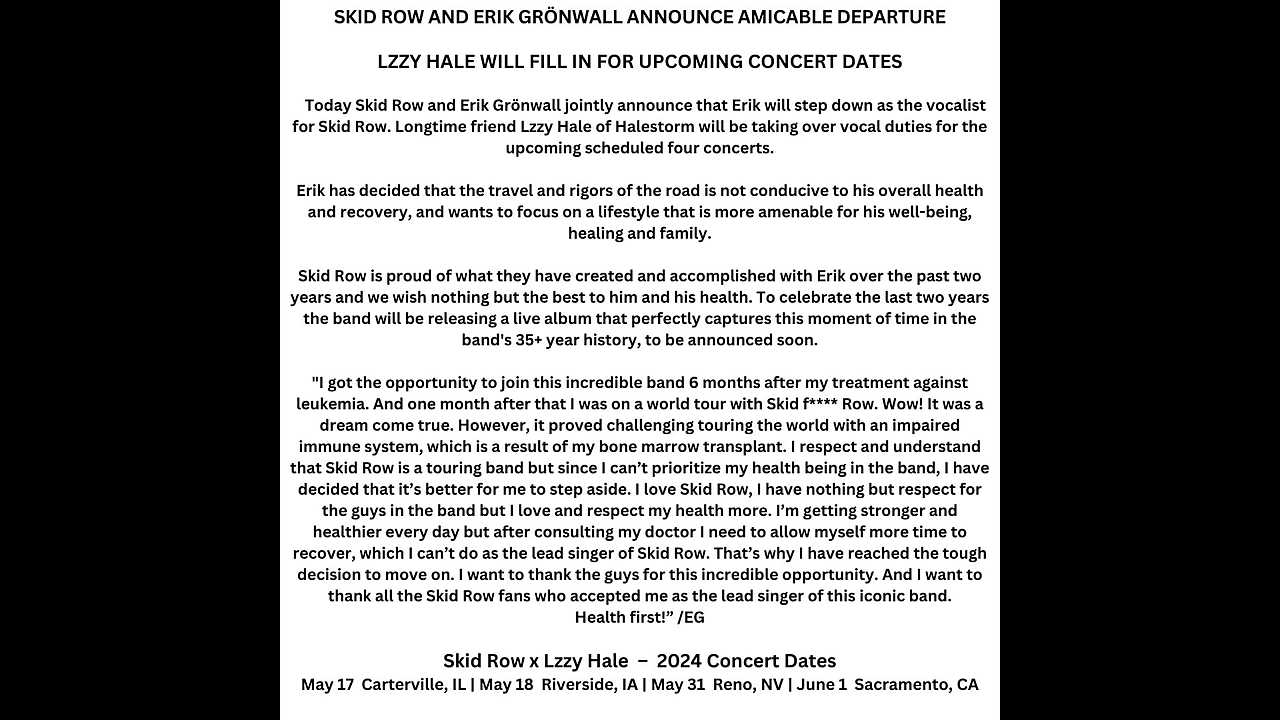 SKID ROW AND ERIK GRÖNWALL ANNOUNCE AMICABLE DEPARTURE
LZZY HALE WILL FILL IN FOR UPCOMING CONCERT DATES
Today Skid Row and Erik Grönwall jointly announce that Erik will step down as the vocalist
for Skid Row. Longtime friend Lzzy Hale of Halestorm will be taking over vocal duties for the
upcoming scheduled four concerts.
Erik has decided that the travel and rigors of the road is not conducive to his overall health
and recovery, and wants to focus on a lifestyle that is more amenable for his well-being,
healing and family.
Skid Row is proud of what they have created and accomplished with Erik over the past two
years and we wish nothing but the best to him and his health. To celebrate the last two years
the band will be releasing a live album that perfectly captures this moment of time in the
band's 35+ year history, to be announced soon.
"I got the opportunity to join this incredible band 6 months after my treatment against
leukemia. And one month after that I was on a world tour with Skid f**** Row. Wow! It was a
dream come true. However, it proved challenging touring the world with an impaired
immune system, which is a result of my bone marrow transplant. I respect and understand
that Skid Row is a touring band but since I can’t prioritize my health being in the band, I have
decided that it’s better for me to step aside. I love Skid Row, I have nothing but respect for
the guys in the band but I love and respect my health more. I’m getting stronger and
healthier every day but after consulting my doctor I need to allow myself more time to
recover, which I can’t do as the lead singer of Skid Row. That’s why I have reached the tough
decision to move on. I want to thank the guys for this incredible opportunity. And I want to
thank all the Skid Row fans who accepted me as the lead singer of this iconic band.
Health first!” /EG
Skid Row x Lzzy Hale – 2024 Concert Dates
May 17 Carterville, IL | May 18 Riverside, IA | May 31 Reno, NV | June 1 Sacramento, CA